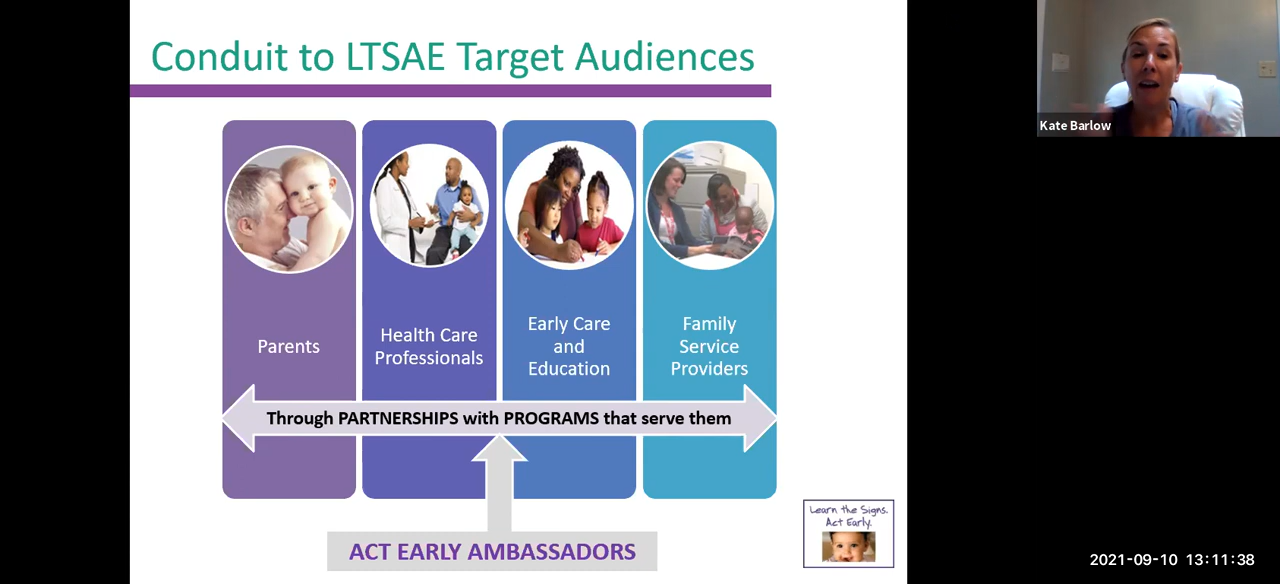 Conduit to LTSAE Target Audiences
Kate Barlow
Parents
Health Care
Professionals
Early Care
and
Education
Family
Service
Providers
Through PARTNERSHIPS with PROGRAMS that serve them
ACT EARLY AMBASSADORS
Learn the Signs.
Act Early.
2021-09-10 13:11:38